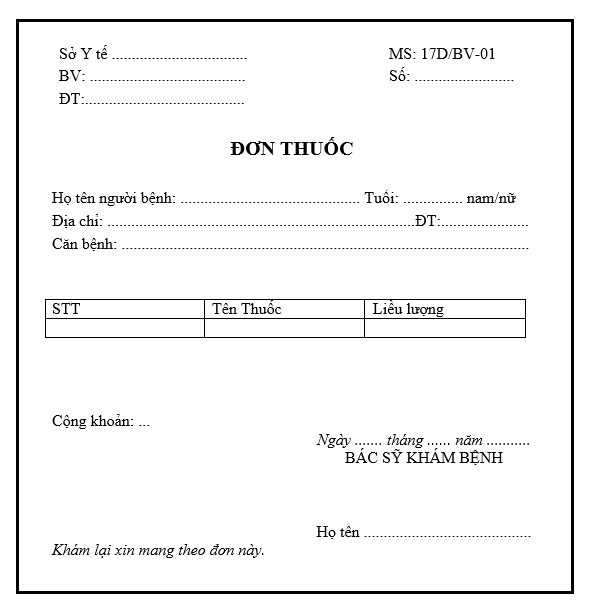 Sở Y tế .................................. MS: 17D/BV-01
BV: ....................................... Số: .........................
ĐT:........................................
ĐƠN THUỐC
Họ tên người bệnh: ............................................. Tuổi: ............... nam/nữ
Địa chỉ: .............................................................................ĐT:......................
Căn bệnh: ......................................................................................................
STT Tên Thuốc Liều lượng
Cộng khoản: ...
Ngày ....... tháng ...... năm ...........
BÁC SỸ KHÁM BỆNH
Họ tên ..........................................
Khám lại xin mang theo đơn này.